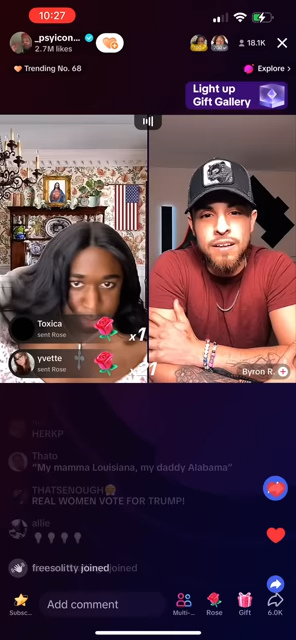 10:27
_psyicon...
2.7M likes
18.1K
Trending No. 68
Explore >
Light up
Gift Gallery
Toxica
sent Rose
x1
yvette
sent Rose
Byron R.
HERKP
Thato
"My mamma Louisiana, my daddy Alabama"
THATSENOUGH
REAL WOMEN VOTE FOR TRUMP!
allie
freesolitty joined
Subsc...
Add comment
Multi-...
Rose
Gift
6.0K